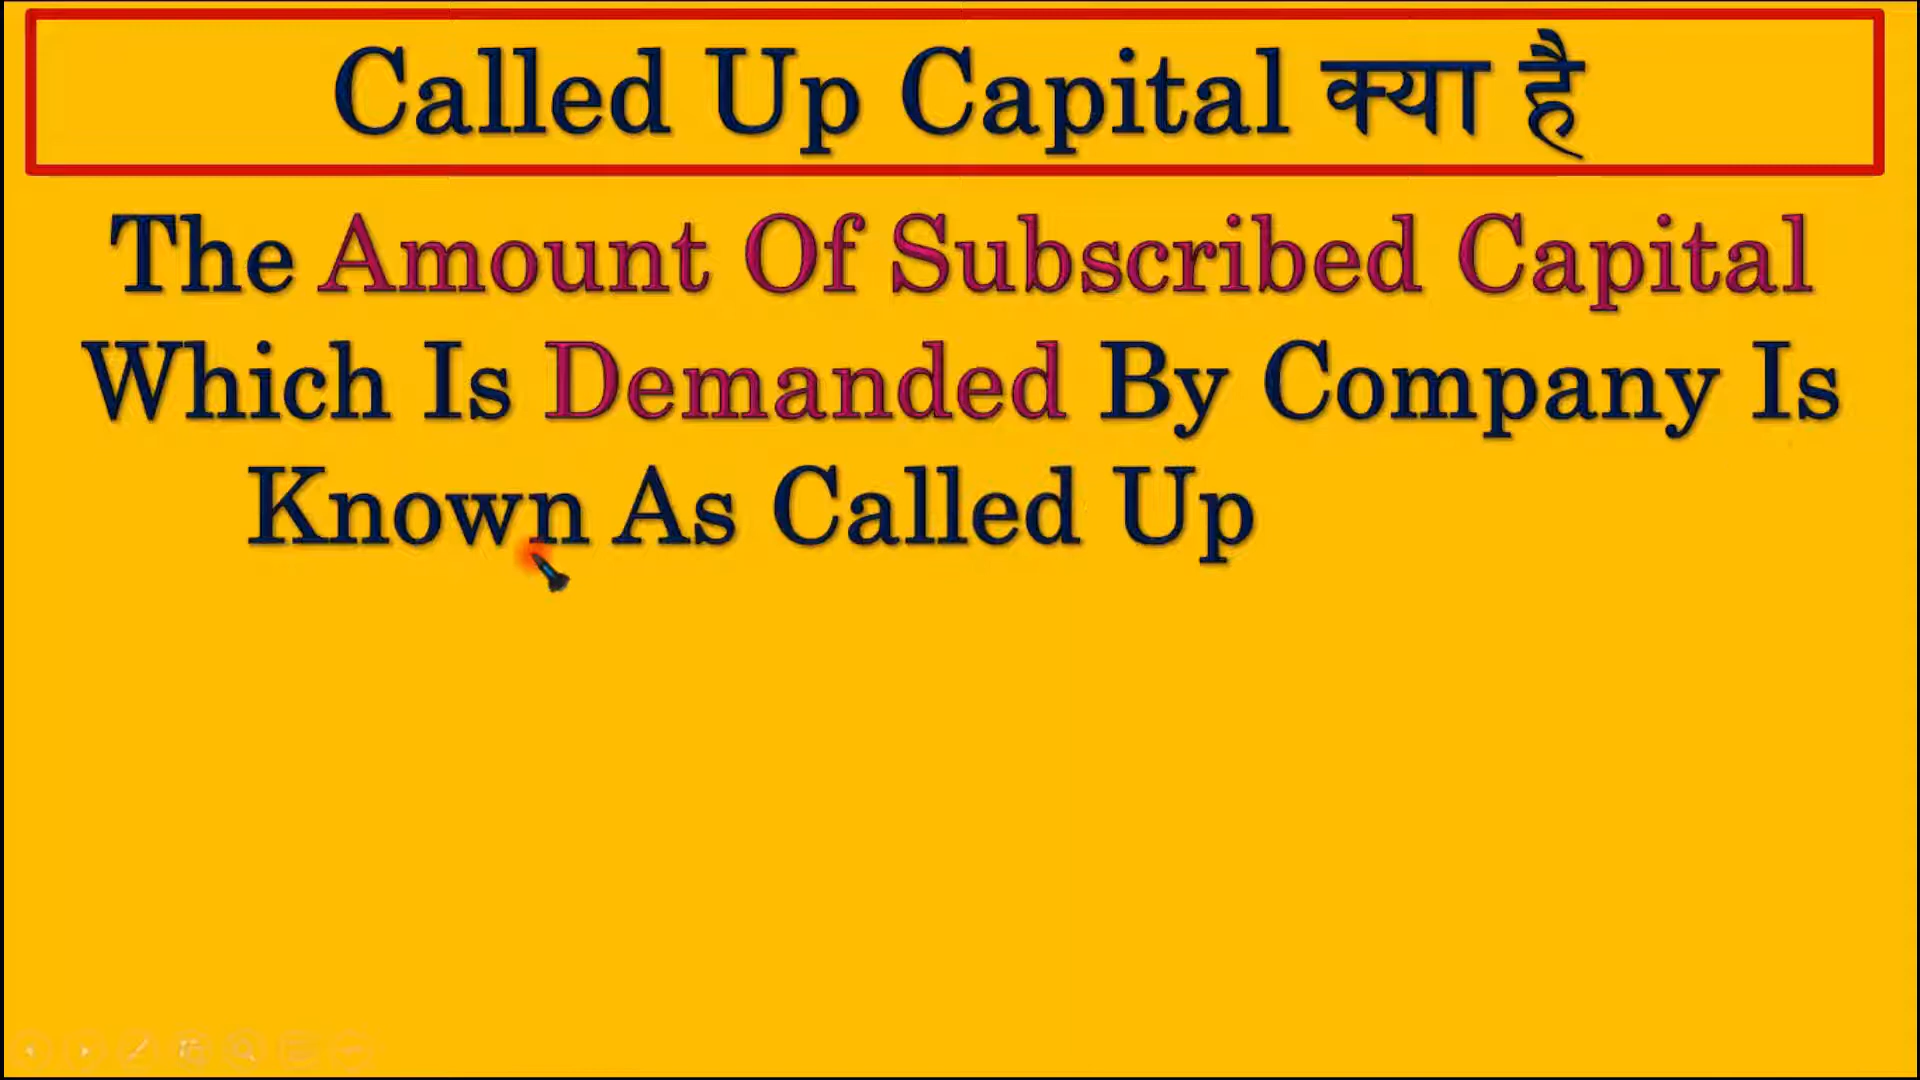 Called Up Capital क्या है
The Amount Of Subscribed Capital
Which Is Demanded By Company Is
Known As Called Up